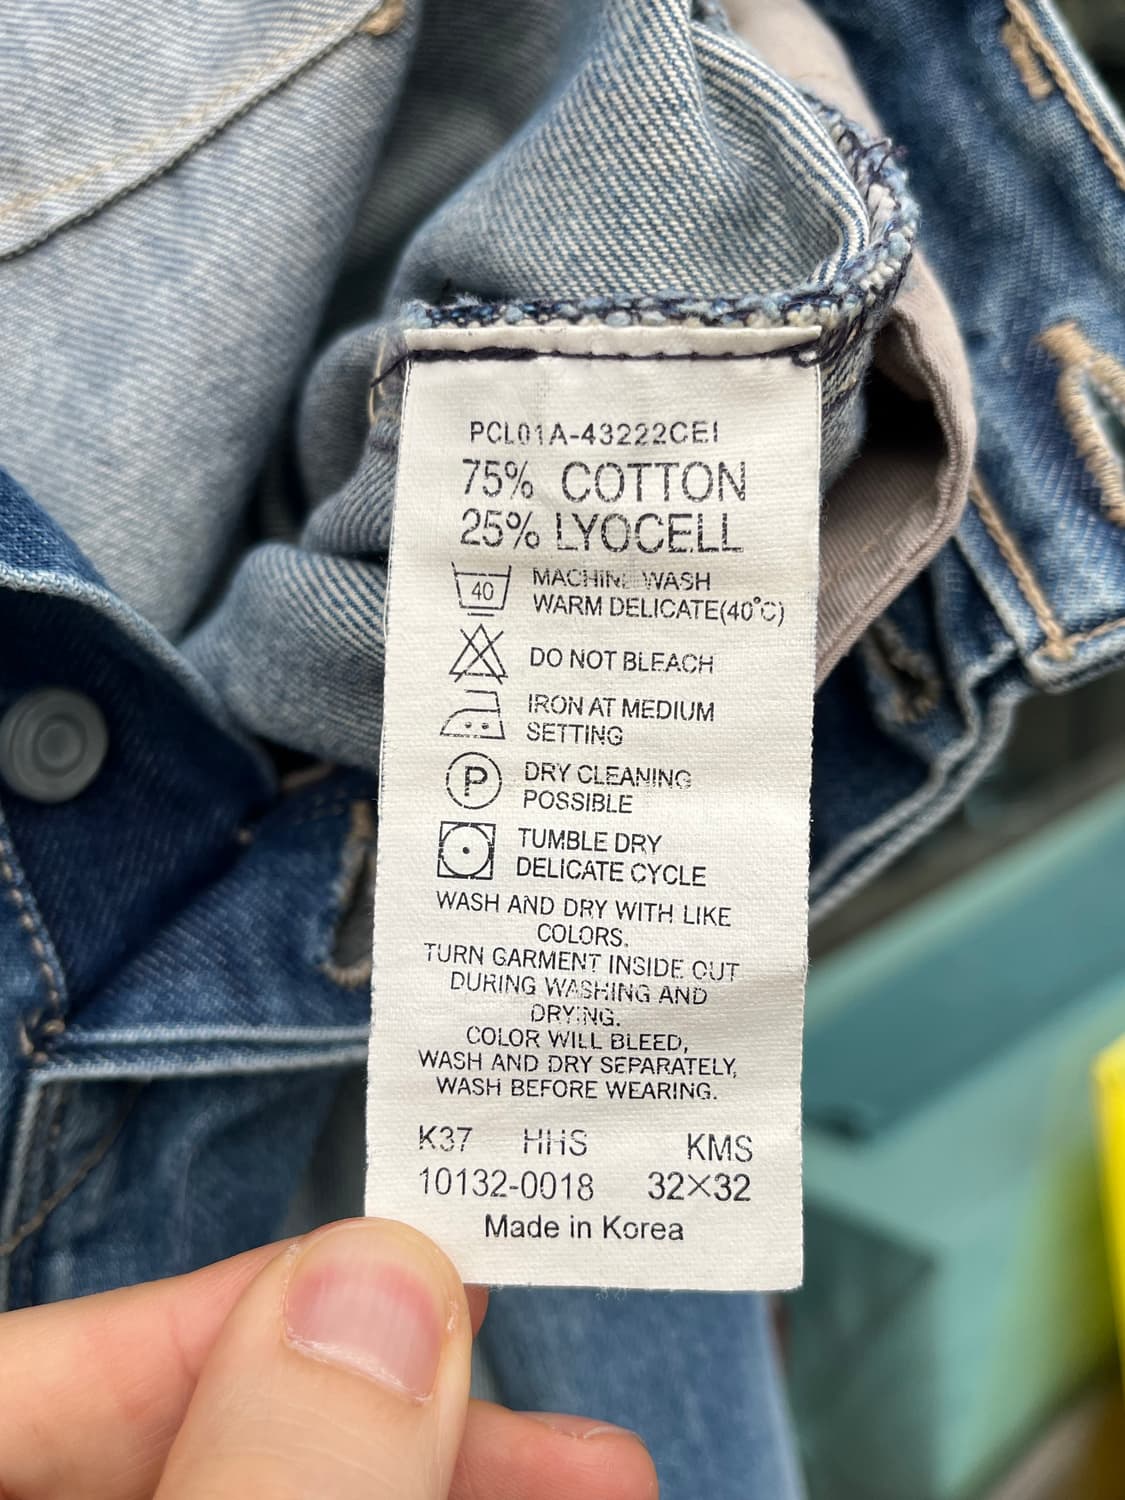 PCL01A-43222CEI
75% COTTON
25% LYOCELL
40 MACHINE WASH
WARM DELICATE(40°C)
DO NOT BLEACH
IRON AT MEDIUM
SETTING
P DRY CLEANING
POSSIBLE
TUMBLE DRY
DELICATE CYCLE
WASH AND DRY WITH LIKE
COLORS.
TURN GARMENT INSIDE OUT
DURING WASHING AND
DRYING.
COLOR WILL BLEED,
WASH AND DRY SEPARATELY,
WASH BEFORE WEARING.
K37 HHS KMS
10132-0018 32×32
Made in Korea